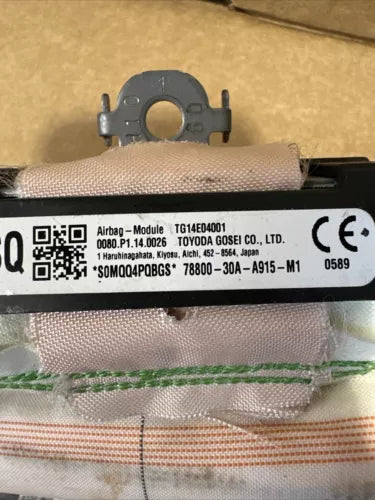 SQ
Airbag-Module TG14E04001
0080.P1.14.0026 TOYODA GOSEI CO., LTD.
1 Haruhinagahata, Kiyosu, Aichi, 452-8564, Japan
*S0MQQ4PQBGS* 78800-30A-A915-M1
CE
0589